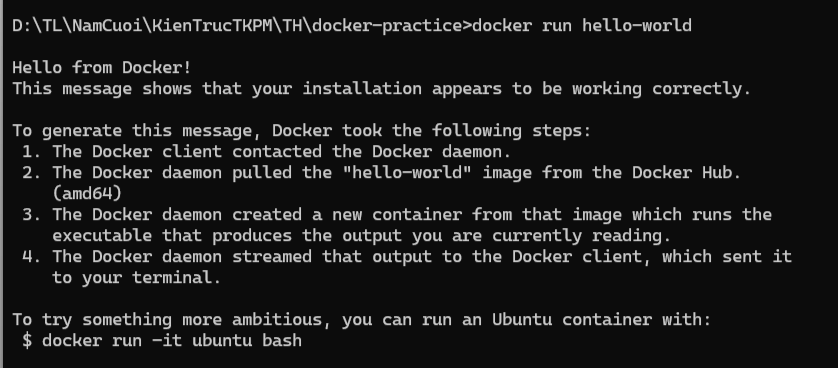 D:\TL\NamCuoi\KienTrucTKPM\TH\docker-practice>docker run hello-world
Hello from Docker!
This message shows that your installation appears to be working correctly.
To generate this message, Docker took the following steps:
1. The Docker client contacted the Docker daemon.
2. The Docker daemon pulled the "hello-world" image from the Docker Hub.
(amd64)
3. The Docker daemon created a new container from that image which runs the
executable that produces the output you are currently reading.
4. The Docker daemon streamed that output to the Docker client, which sent it
to your terminal.
To try something more ambitious, you can run an Ubuntu container with:
$ docker run -it ubuntu bash